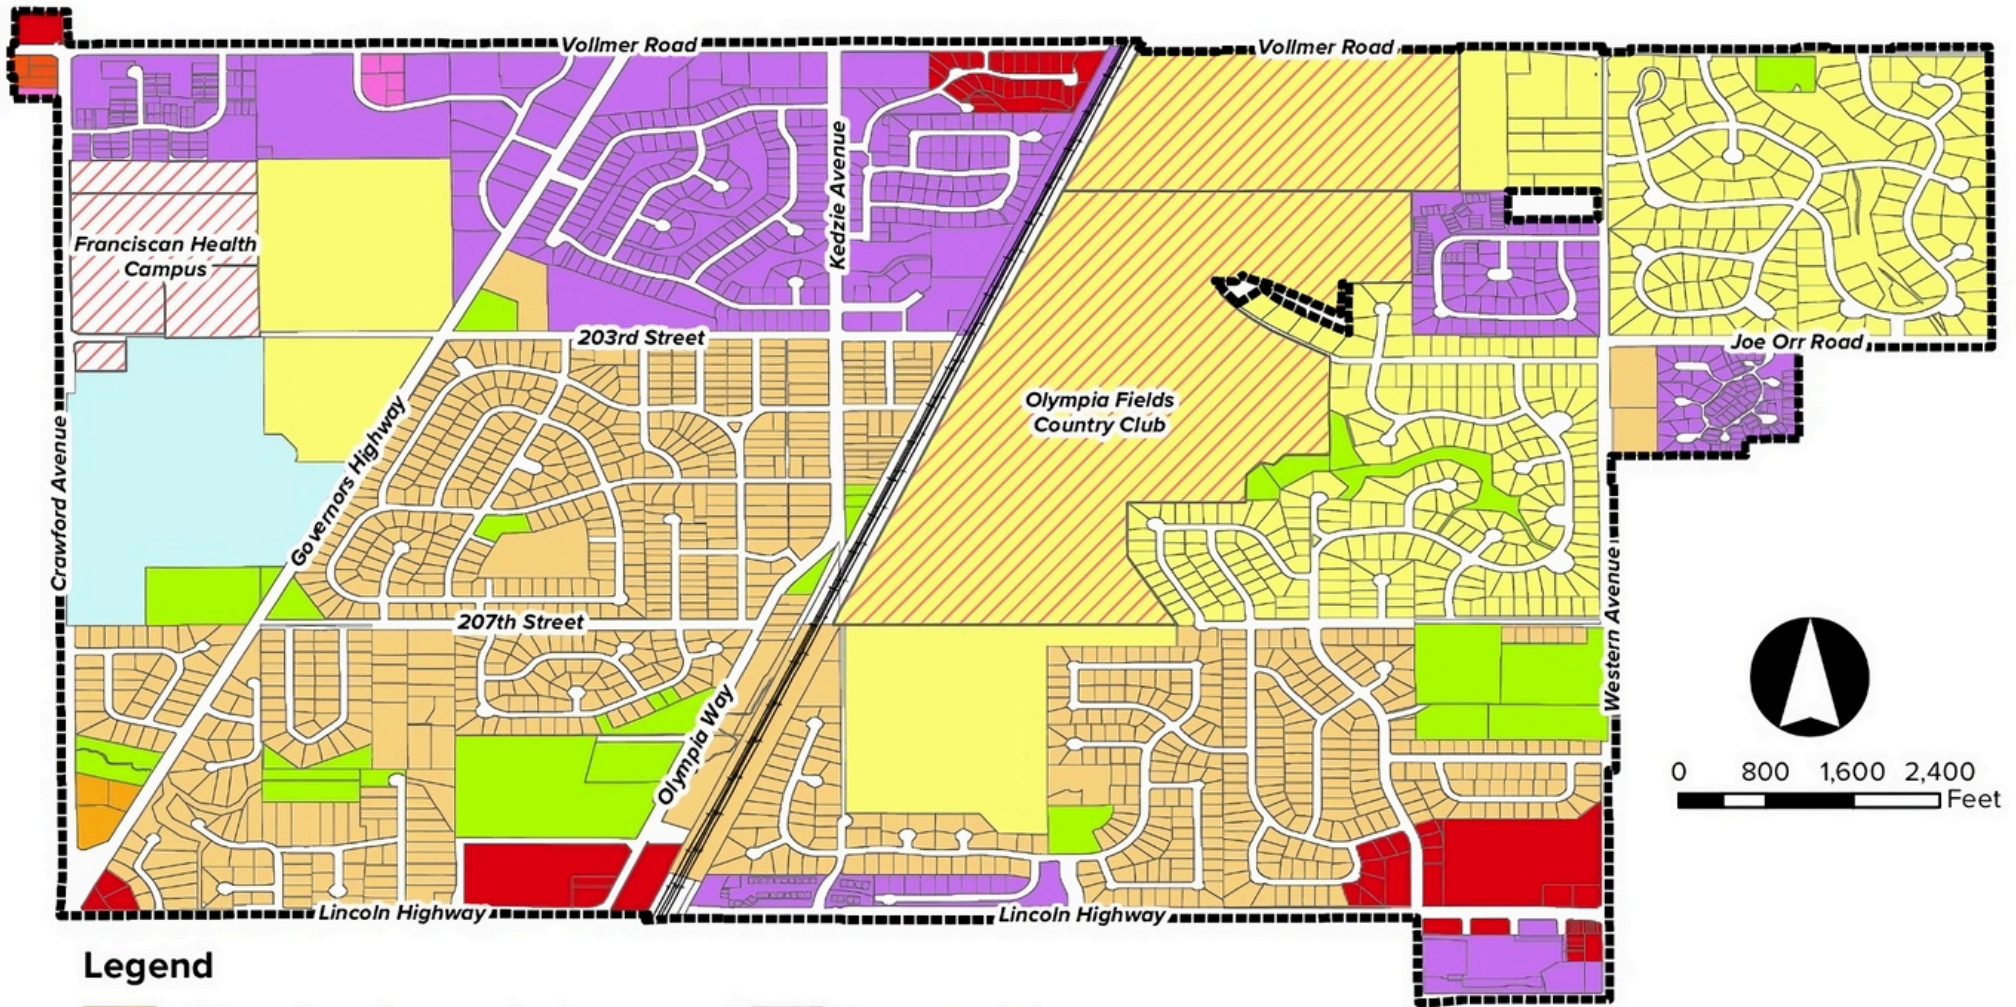 Vollmer Road
Vollmer Road
Kedzie Avenue
Franciscan Health
Campus
203rd Street
Joe Orr Road
Olympia Fields
Country Club
Crawford Avenue
Governors Highway
207th Street
Western Avenue
Olympia Way
0 800 1,600 2,400
Feet
Lincoln Highway
Lincoln Highway
Legend